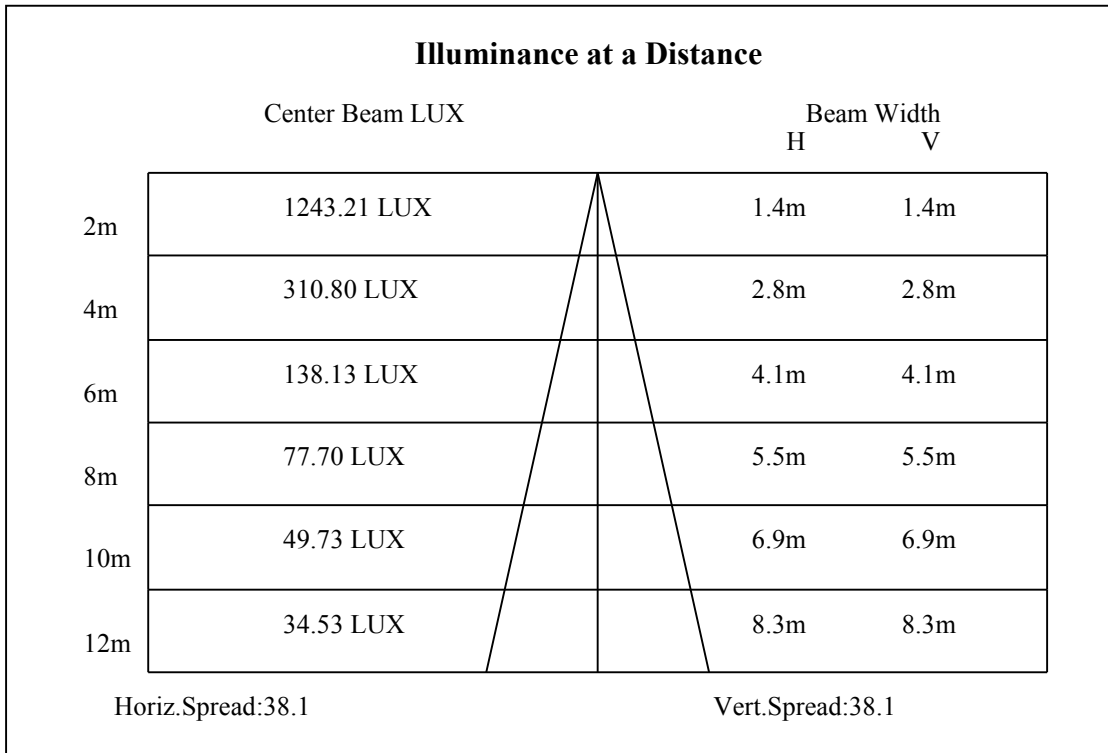 Illuminance at a Distance
Center Beam LUX Beam Width
H V
2m 1243.21 LUX 1.4m 1.4m
4m 310.80 LUX 2.8m 2.8m
6m 138.13 LUX 4.1m 4.1m
8m 77.70 LUX 5.5m 5.5m
10m 49.73 LUX 6.9m 6.9m
12m 34.53 LUX 8.3m 8.3m
Horiz.Spread:38.1 Vert.Spread:38.1